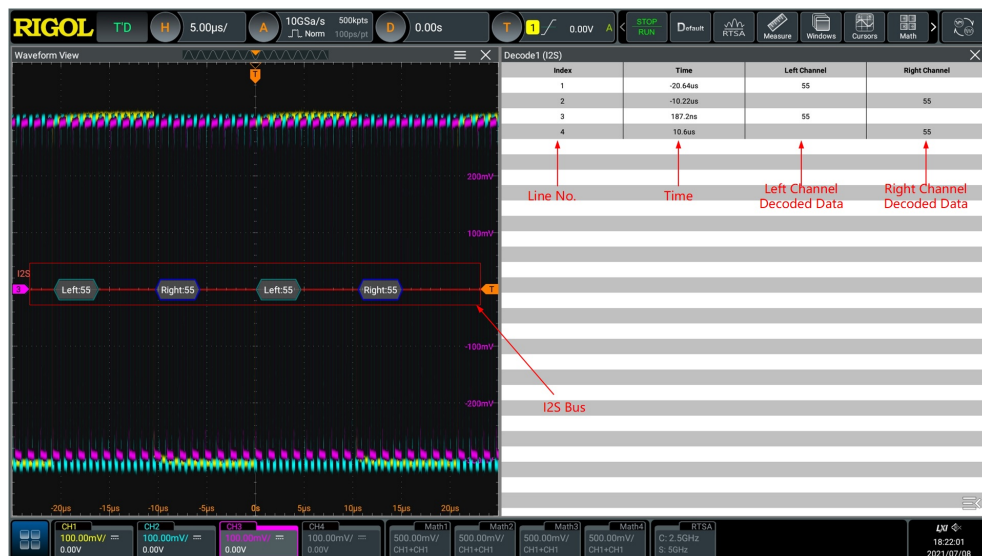 RIGOL T'D H 5.00μs/ A 10GSa/s 500kpts Norm 100ps/pt D 0.00s T 1 0.00V A STOP RUN Default RTSA Measure Windows Cursors Math
Waveform View
T
200mV
100mV
I2S
1 Left:55 Right:55 Left:55 Right:55 T
-100mV
-200mV
-20μs -15μs -10μs -5μs 0s 5μs 10μs 15μs 20μs
Decode1 (I2S)
Index Time Left Channel Right Channel
1 -20.64us 55
2 -10.22us 55
3 187.2ns 55
4 10.6us 55
Line No. Time Left Channel Right Channel
Decoded Data Decoded Data
I2S Bus
CH1 CH2 CH3 CH4 Math1 Math2 Math3 Math4 RTSA
100.00mV/ 100.00mV/ 100.00mV/ 100.00mV/ 500.00mV/ 500.00mV/ 500.00mV/ 500.00mV/ C: 2.5GHz LXI
0.00V 0.00V 0.00V 0.00V CH1+CH1 CH1+CH1 CH1+CH1 CH1+CH1 S: 5GHz 18:22:01
2021/07/08